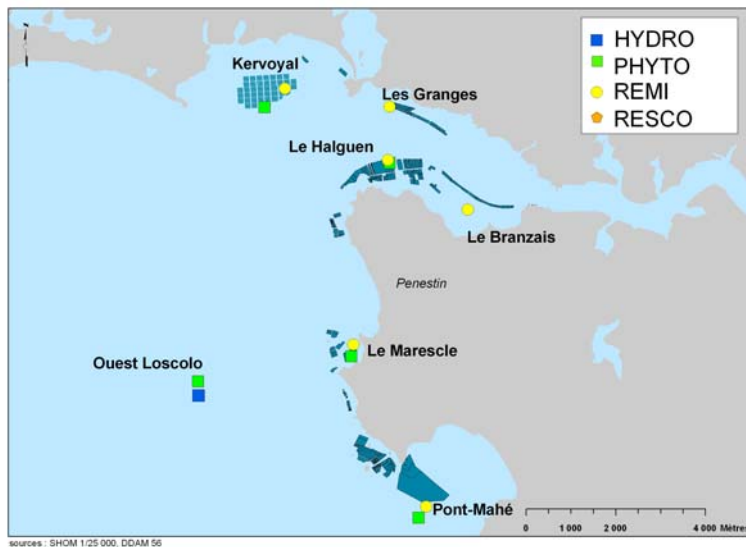 HYDRO
PHYTO
REMI
RESCO
Kervoyal
Les Granges
Le Halguen
Le Branzais
Penestin
Le Marescle
Ouest Loscolo
Pont-Mahé
0 1 000 2 000 4 000 Mètres
sources : SHOM 1/25 000, DDAM 56